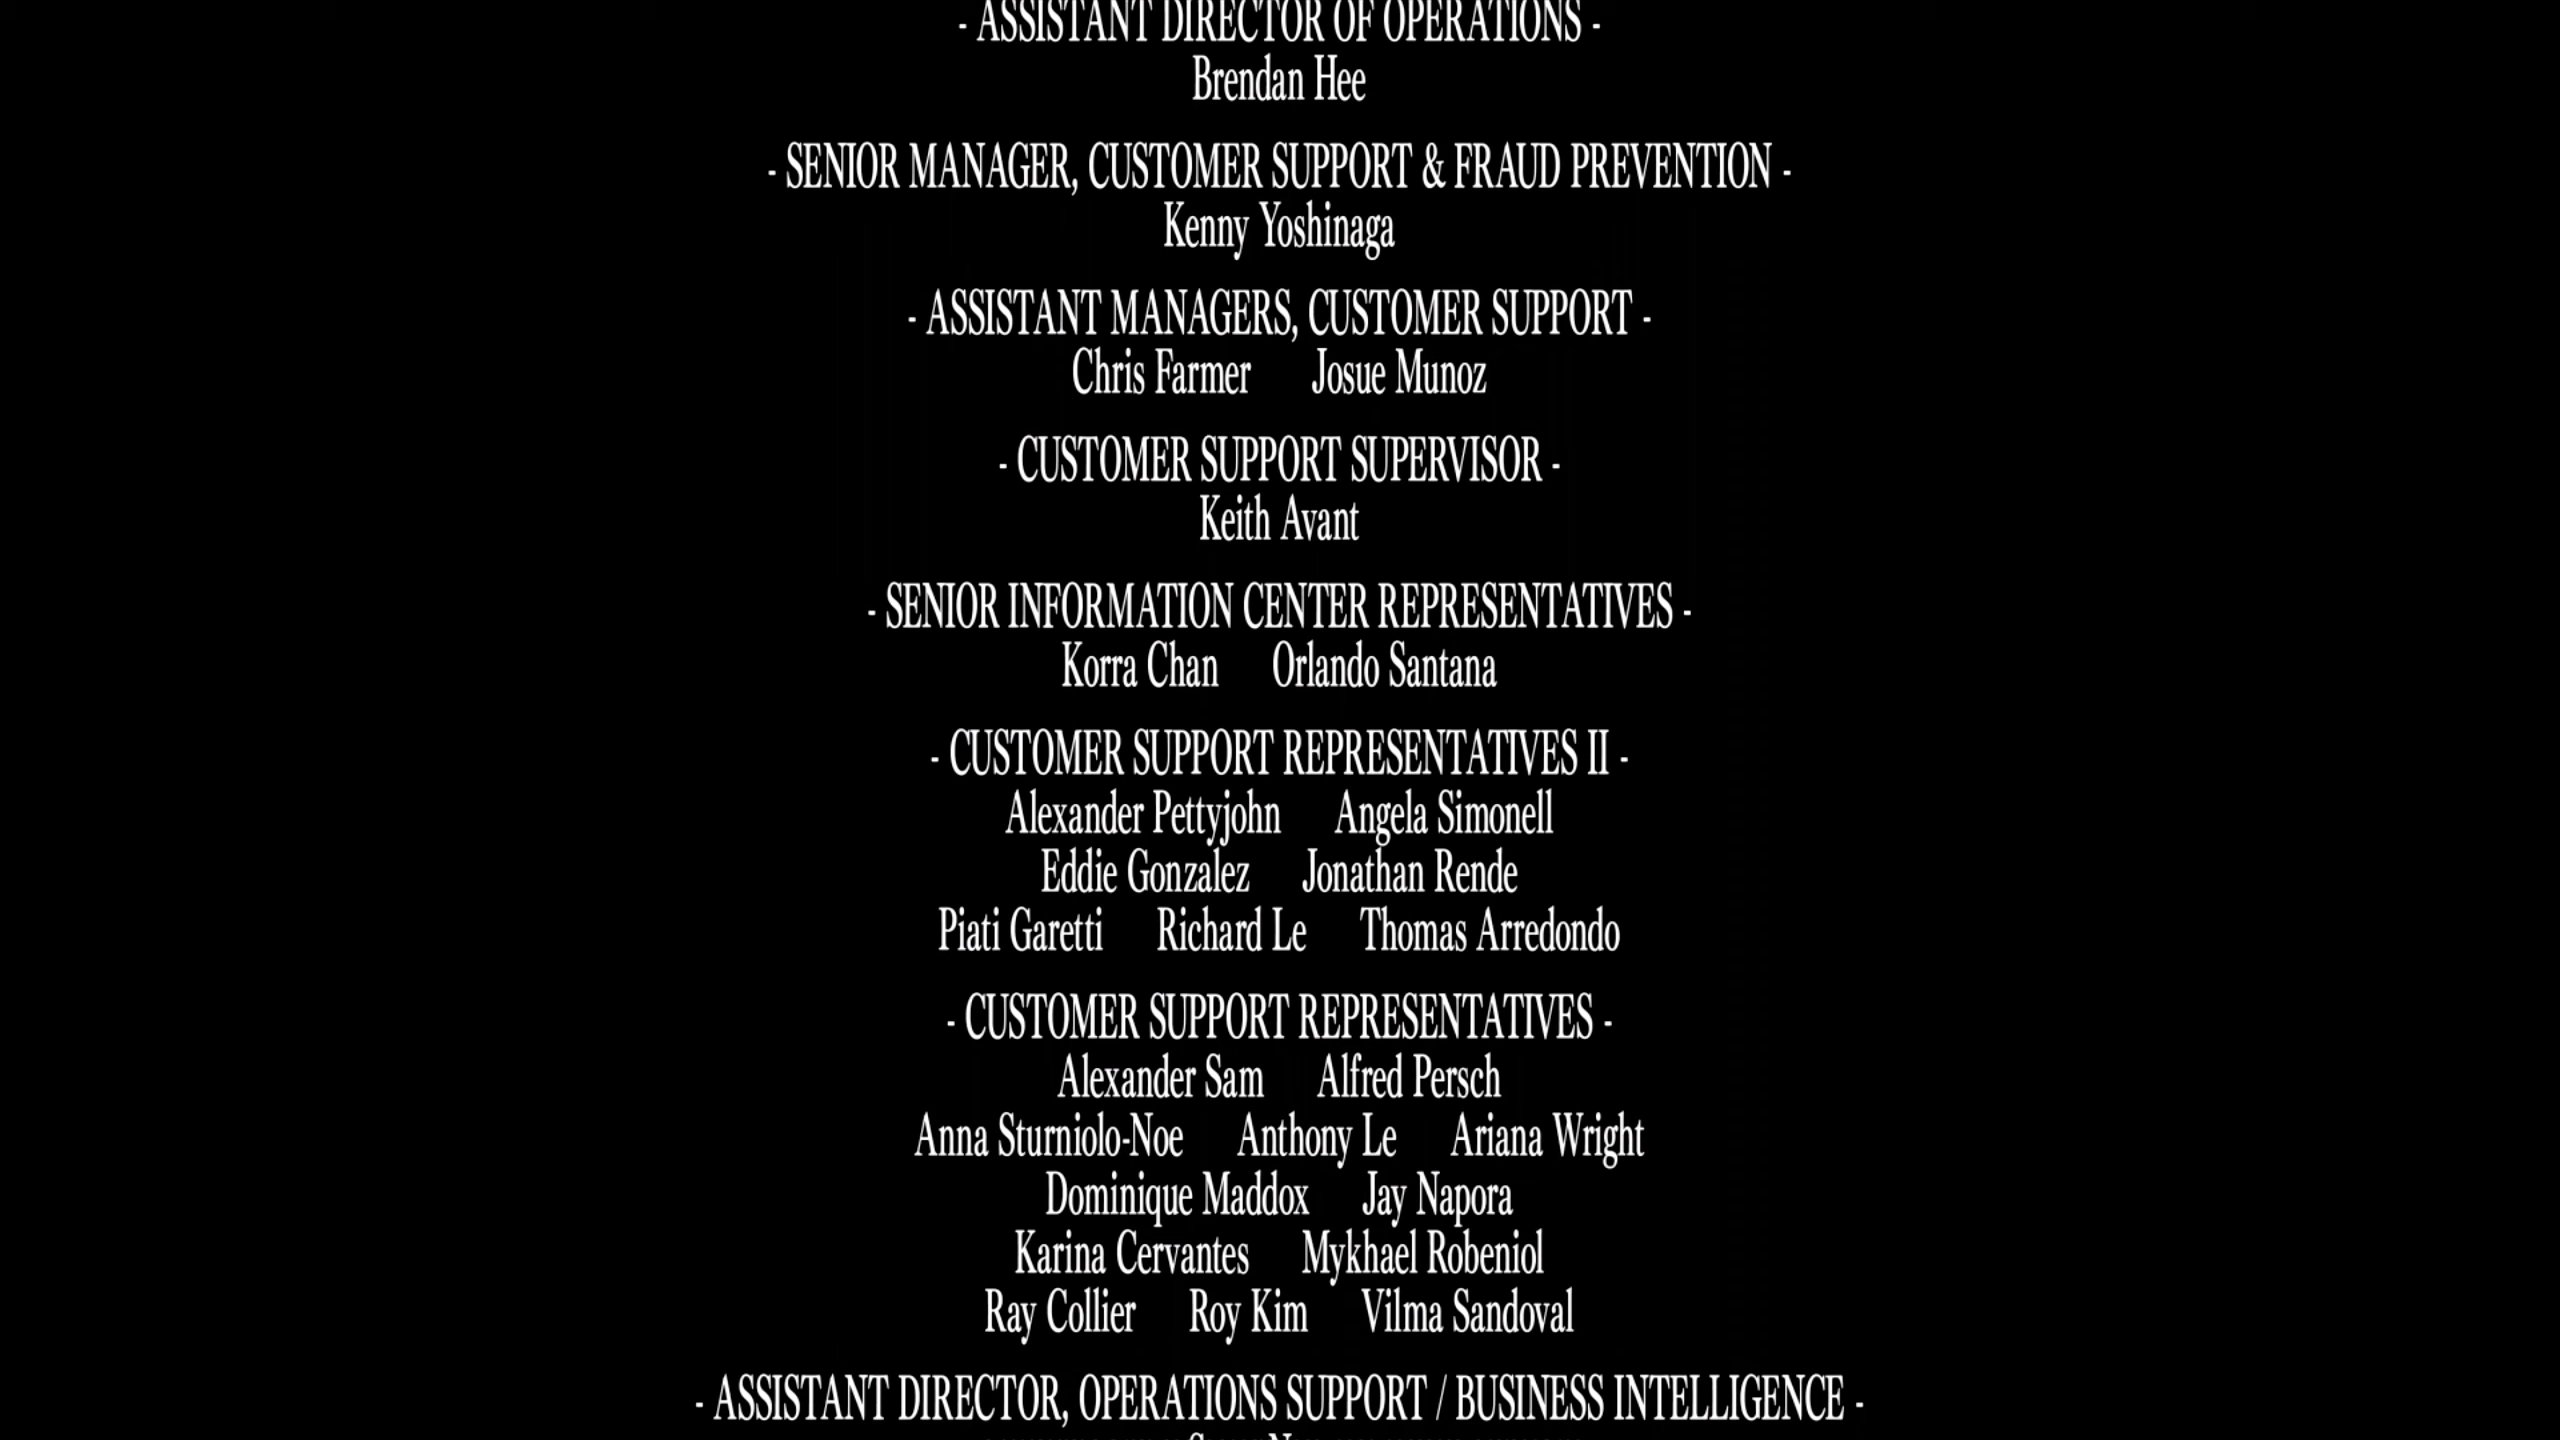 - ASSISTANT DIRECTOR OF OPERATIONS -
Brendan Hee
- SENIOR MANAGER, CUSTOMER SUPPORT & FRAUD PREVENTION -
Kenny Yoshinaga
- ASSISTANT MANAGERS, CUSTOMER SUPPORT -
Chris Farmer Josue Munoz
- CUSTOMER SUPPORT SUPERVISOR -
Keith Avant
- SENIOR INFORMATION CENTER REPRESENTATIVES -
Korra Chan Orlando Santana
- CUSTOMER SUPPORT REPRESENTATIVES II -
Alexander Pettyjohn Angela Simonell
Eddie Gonzalez Jonathan Rende
Piati Garetti Richard Le Thomas Arredondo
- CUSTOMER SUPPORT REPRESENTATIVES -
Alexander Sam Alfred Persch
Anna Sturniolo-Noe Anthony Le Ariana Wright
Dominique Maddox Jay Napora
Karina Cervantes Mykhael Robeniol
Ray Collier Roy Kim Vilma Sandoval
- ASSISTANT DIRECTOR, OPERATIONS SUPPORT / BUSINESS INTELLIGENCE -